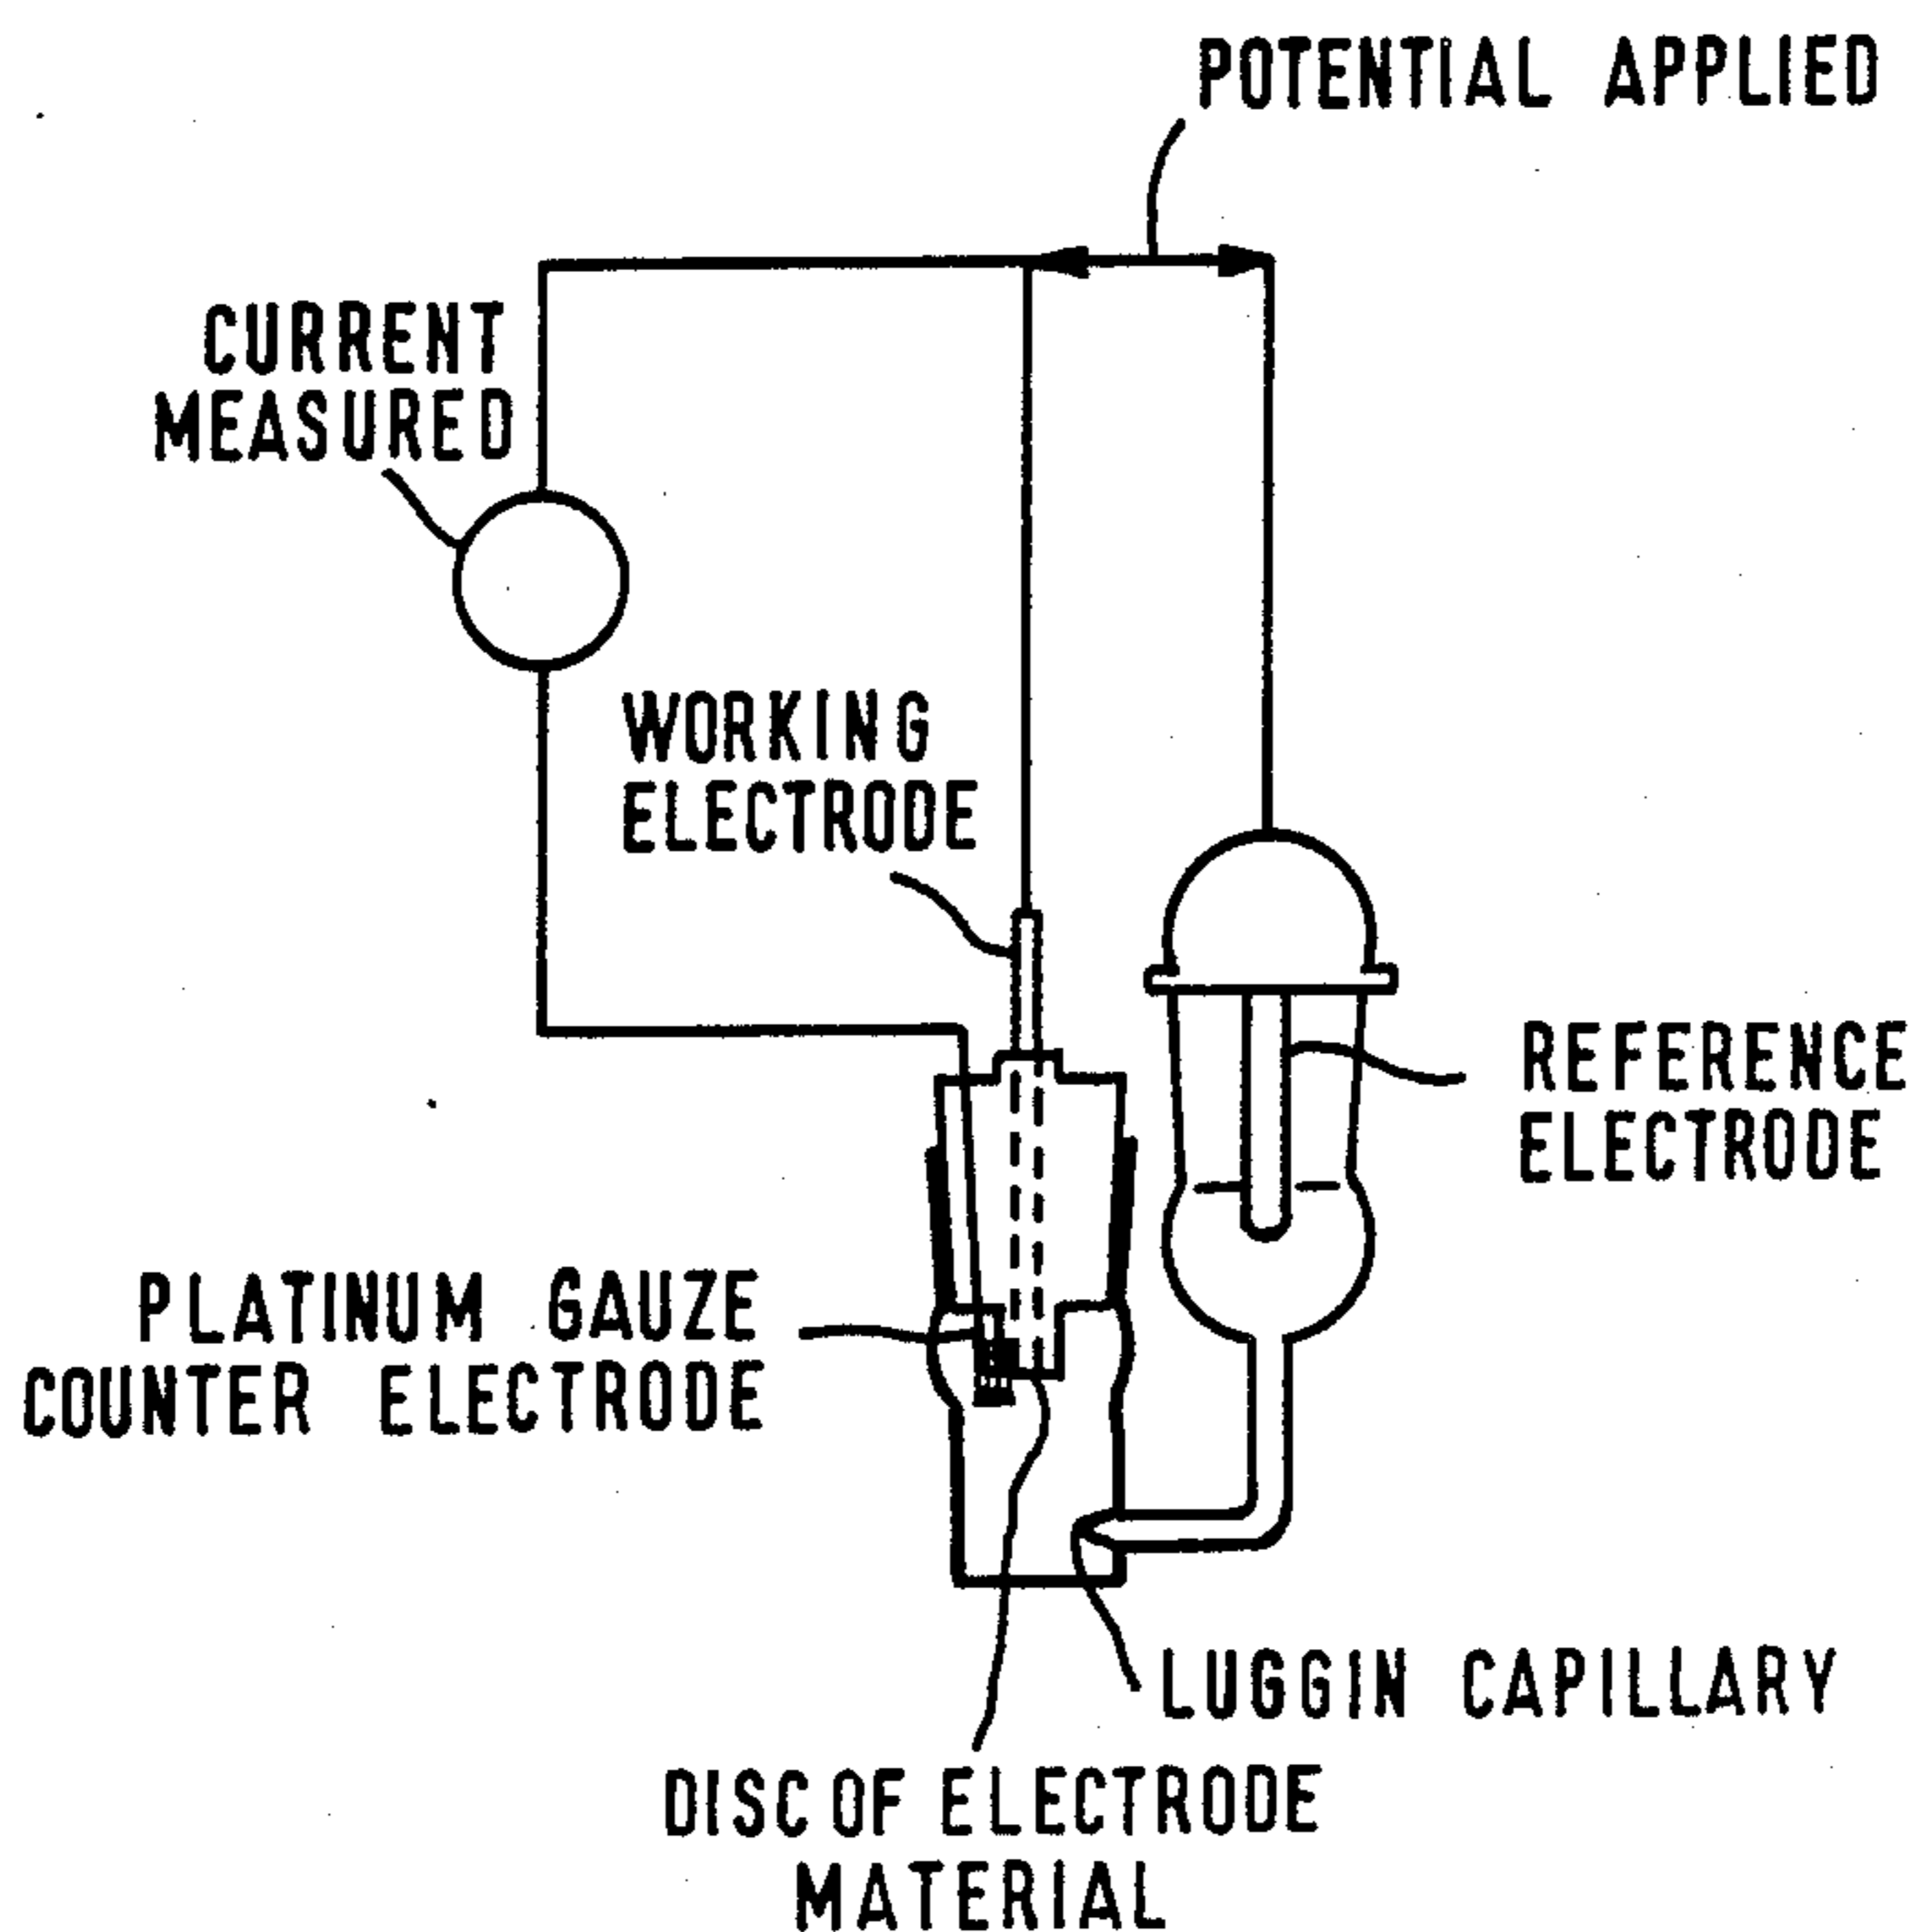 POTENTIAL APPLIED
CURRENT
MEASURED
WORKING
ELECTRODE
REFERENCE
ELECTRODE
PLATINUM GAUZE
COUNTER ELECTRODE
LUGGIN CAPILLARY
DISC OF ELECTRODE
MATERIAL